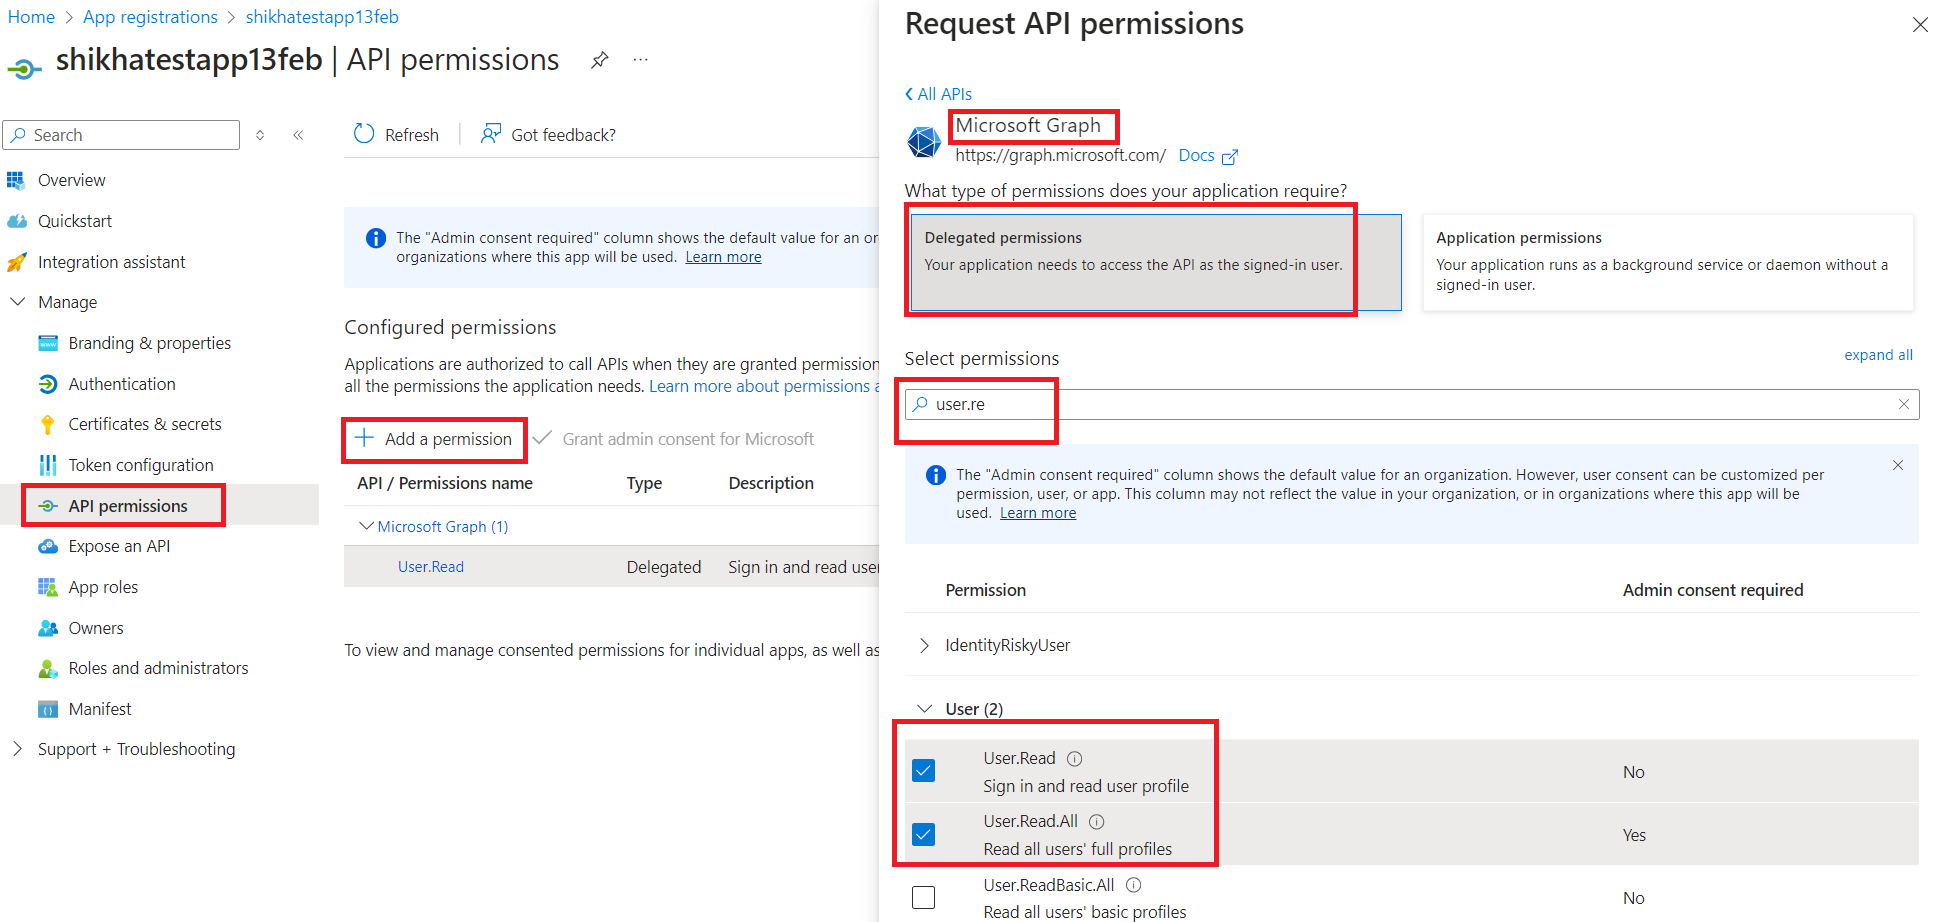 Home > App registrations > shikhatestapp13feb
shikhatestapp13feb | API permissions
Search
Overview
Quickstart
Integration assistant
Manage
Branding & properties
Authentication
Certificates & secrets
Token configuration
API permissions
Expose an API
App roles
Owners
Roles and administrators
Manifest
Support + Troubleshooting
Refresh
Got feedback?
The "Admin consent required" column shows the default value for an or
organizations where this app will be used. Learn more
Configured permissions
Applications are authorized to call APIs when they are granted permission
all the permissions the application needs. Learn more about permissions a
Add a permission
Grant admin consent for Microsoft
API / Permissions name Type Description
Microsoft Graph (1)
User.Read Delegated Sign in and read user
To view and manage consented permissions for individual apps, as well as
Request API permissions
All APIs
Microsoft Graph
https://graph.microsoft.com/ Docs
What type of permissions does your application require?
Delegated permissions
Your application needs to access the API as the signed-in user.
Application permissions
Your application runs as a background service or daemon without a
signed-in user.
Select permissions
expand all
user.re
The "Admin consent required" column shows the default value for an organization. However, user consent can be customized per
permission, user, or app. This column may not reflect the value in your organization, or in organizations where this app will be
used. Learn more
Permission Admin consent required
IdentityRiskyUser
User (2)
User.Read
Sign in and read user profile
No
User.Read.All
Read all users' full profiles
Yes
User.ReadBasic.All
Read all users' basic profiles
No